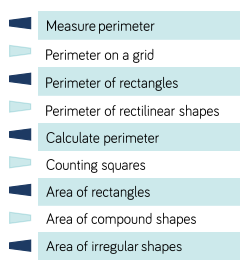 Measure perimeter
Perimeter on a grid
Perimeter of rectangles
Perimeter of rectilinear shapes
Calculate perimeter
Counting squares
Area of rectangles
Area of compound shapes
Area of irregular shapes